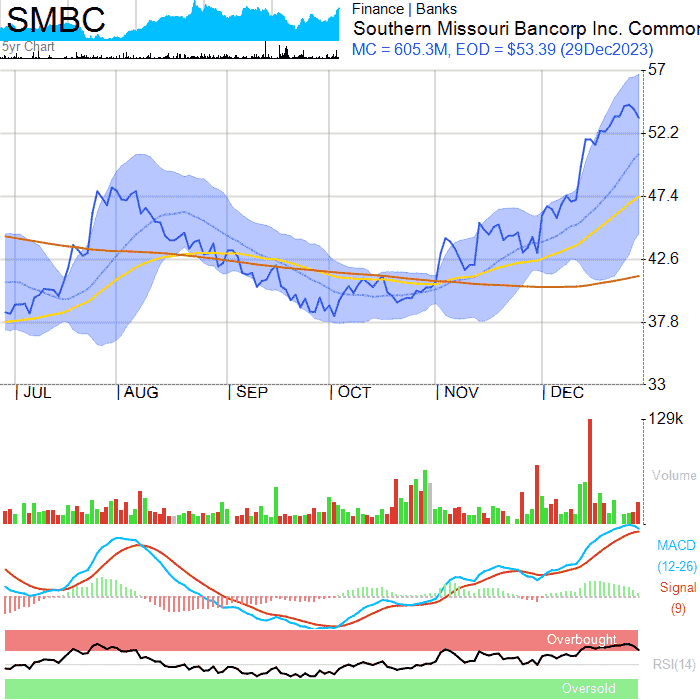 SMBC
5yr Chart
Finance | Banks
Southern Missouri Bancorp Inc. Common
MC = 605.3M, EOD = $53.39 (29Dec2023)
57
52.2
47.4
42.6
37.8
33
| JUL | AUG | SEP | OCT | NOV | DEC
129k
Volume
MACD
(12-26)
Signal
(9)
Overbought
RSI(14)
Oversold